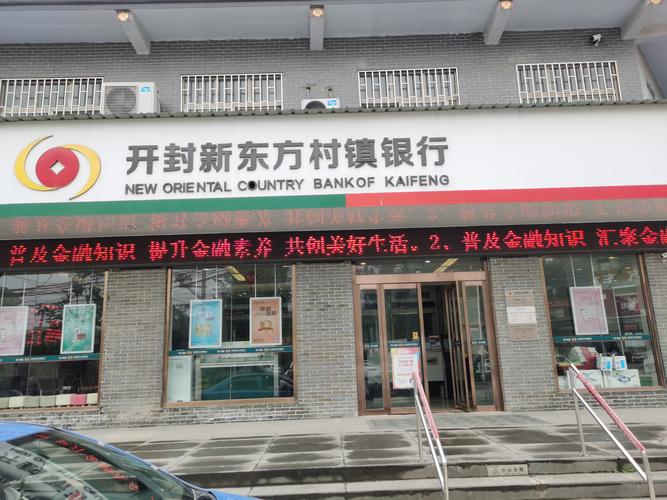 开封新东方村镇银行
NEW ORIENTAL COUNTRY BANK OF KAIFENG
普及金融知识 提升金融素养 共创美好生活。2、普及金融知识 汇聚金融